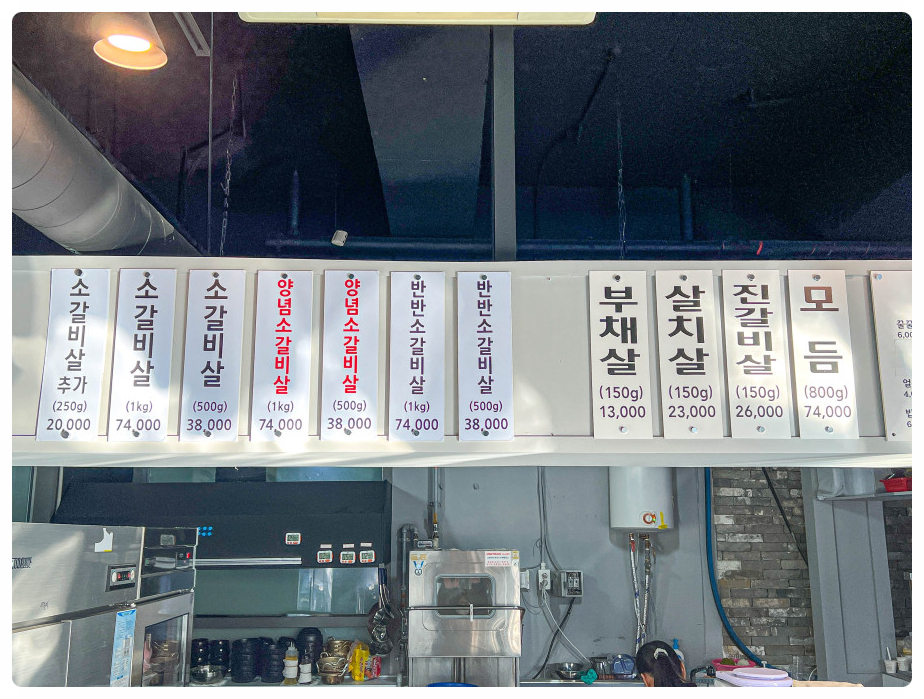 소갈비살
추가
(250g)
20,000
소갈비살
(1kg)
74,000
소갈비살
(500g)
38,000
양념소갈비살
(1kg)
74,000
양념소갈비살
(500g)
38,000
반반소갈비살
(1kg)
74,000
반반소갈비살
(500g)
38,000
부채살
(150g)
13,000
살치살
(150g)
23,000
진갈비살
(150g)
26,000
모듬
(800g)
74,000